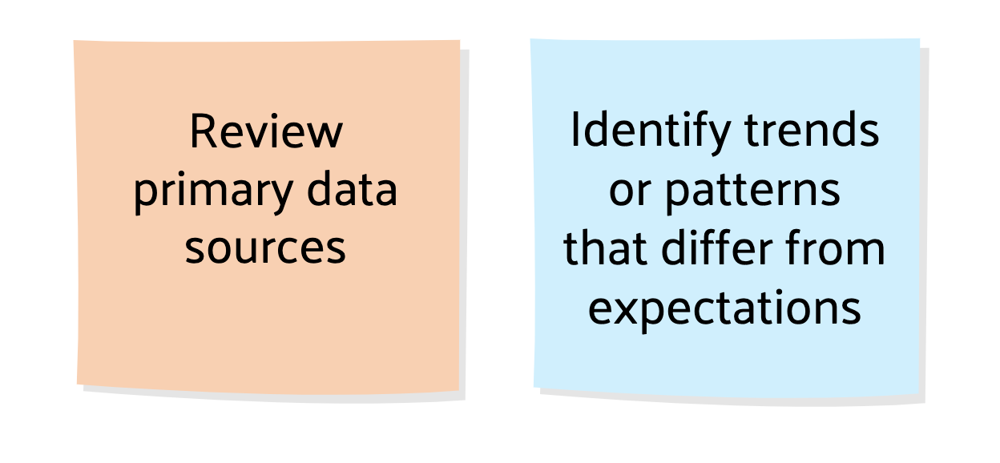 Review
primary data
sources
Identify trends
or patterns
that differ from
expectations